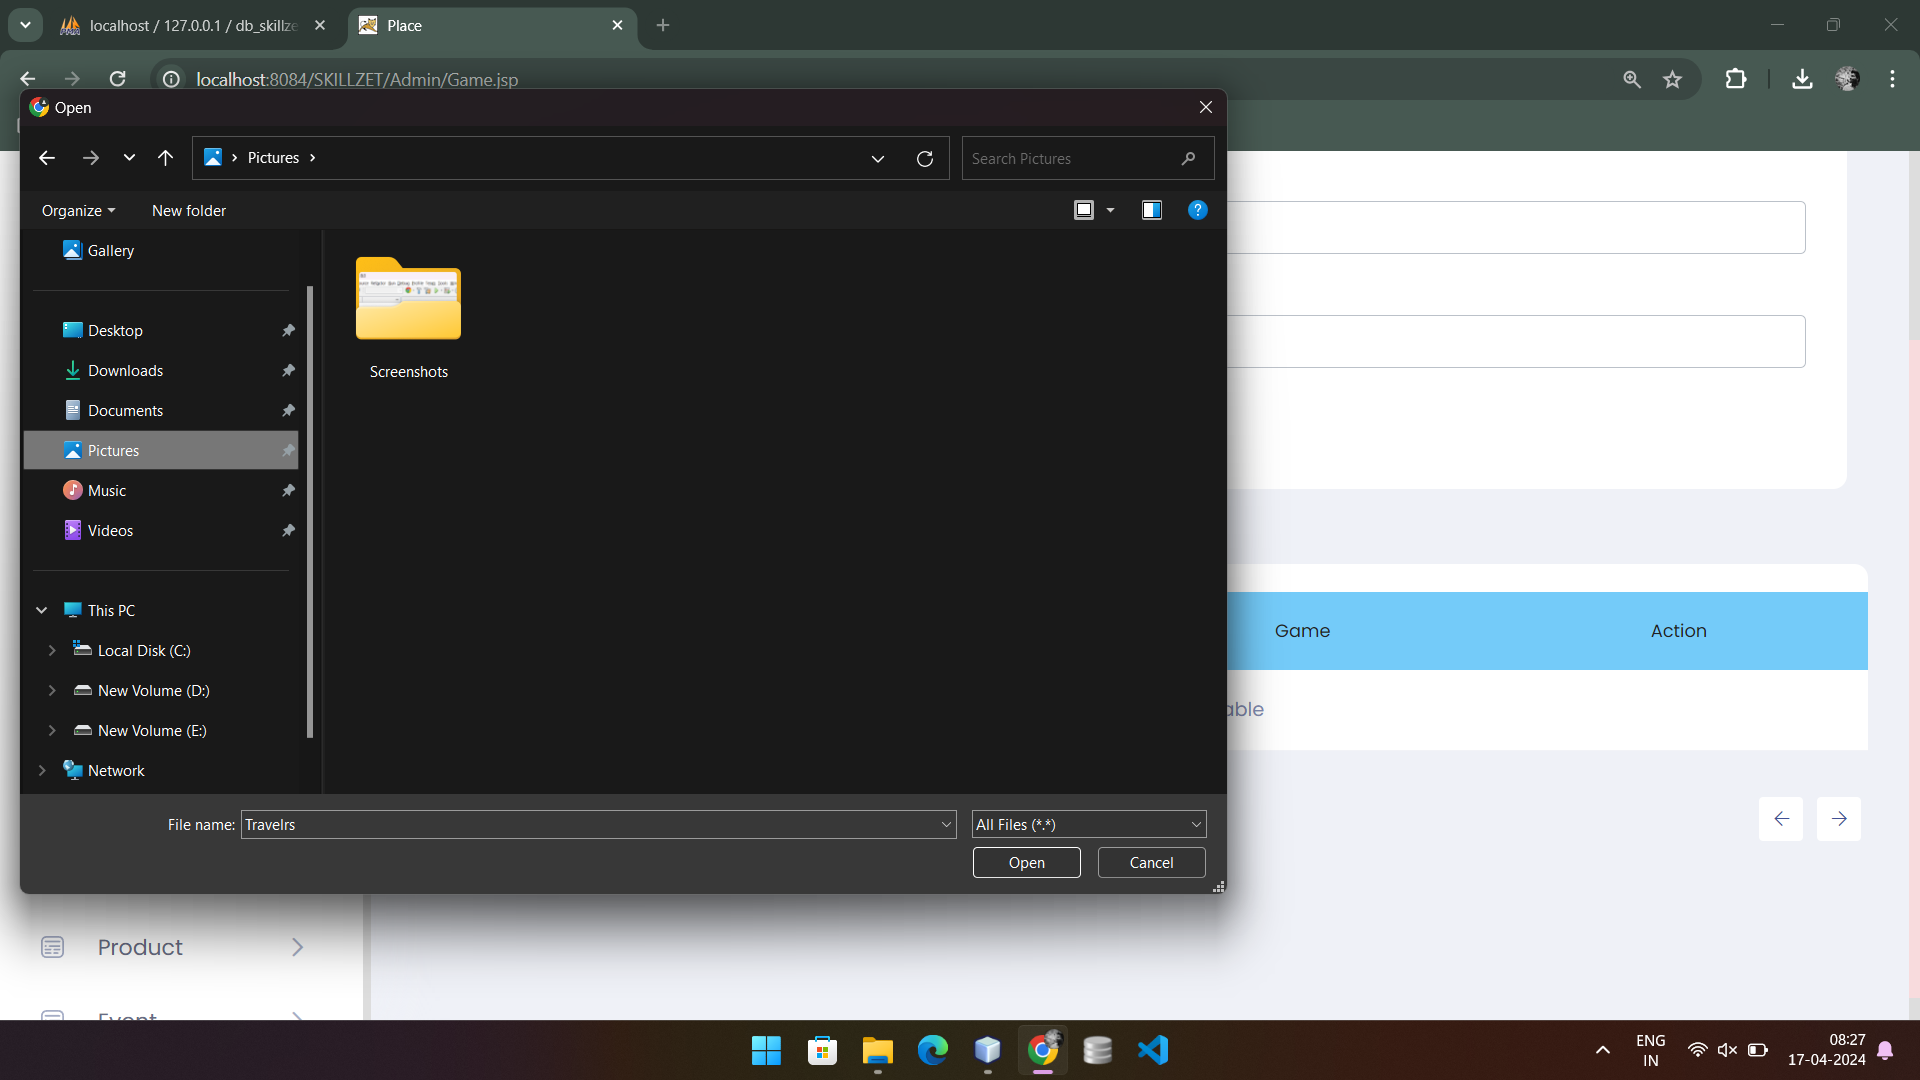 localhost / 127.0.0.1 / db_skillze
Place
localhost:8084/SKILLZET/Admin/Game.jsp
Open
Pictures
Search Pictures
Organize
New folder
Gallery
Desktop
Downloads
Documents
Pictures
Music
Videos
This PC
Local Disk (C:)
New Volume (D:)
New Volume (E:)
Network
Screenshots
Game
Action
able
File name:
Travelrs
All Files (*.*)
Open
Cancel
Product
Event
ENG
IN
08:27
17-04-2024